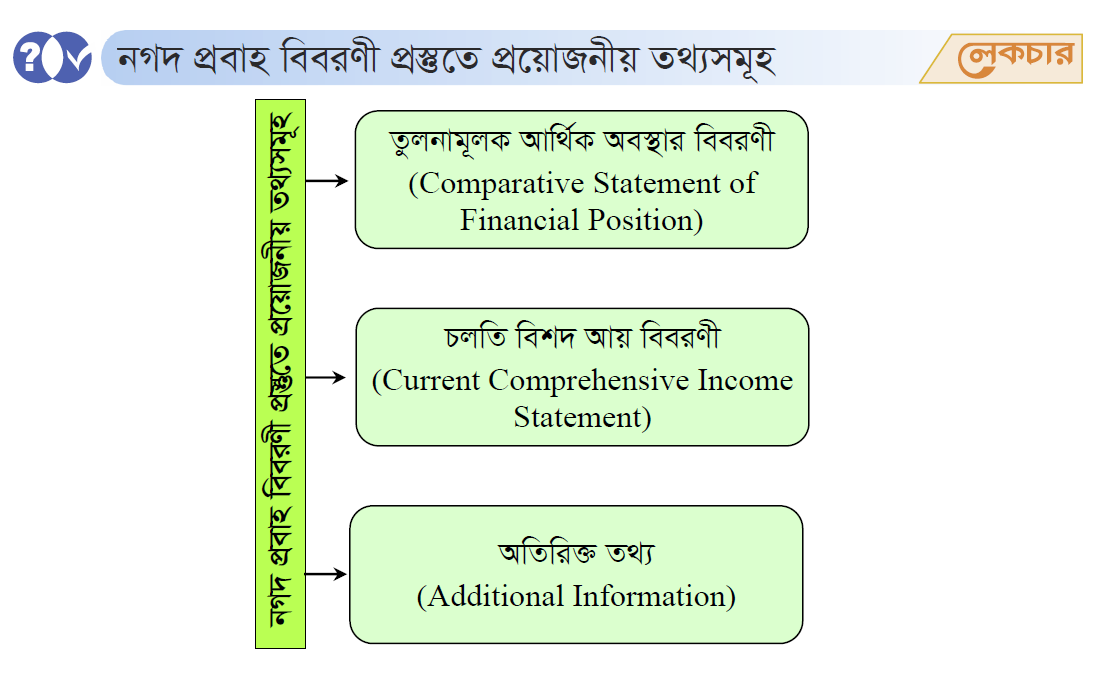 নগদ প্রবাহ বিবরণী প্রস্তুতে প্রয়োজনীয় তথ্যসমূহ
লেকচার
নগদ প্রবাহ বিবরণী প্রস্তুতে প্রয়োজনীয় তথ্যসমূহ
তুলনামূলক আর্থিক অবস্থার বিবরণী
(Comparative Statement of
Financial Position)
চলতি বিশদ আয় বিবরণী
(Current Comprehensive Income
Statement)
অতিরিক্ত তথ্য
(Additional Information)